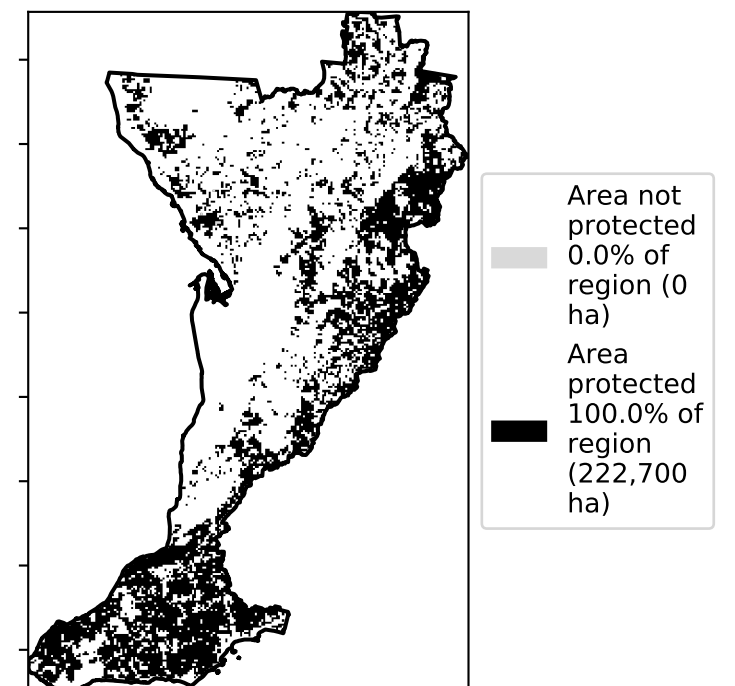 Area not
protected
0.0% of
region (0
ha)
Area
protected
100.0% of
region
(222,700
ha)